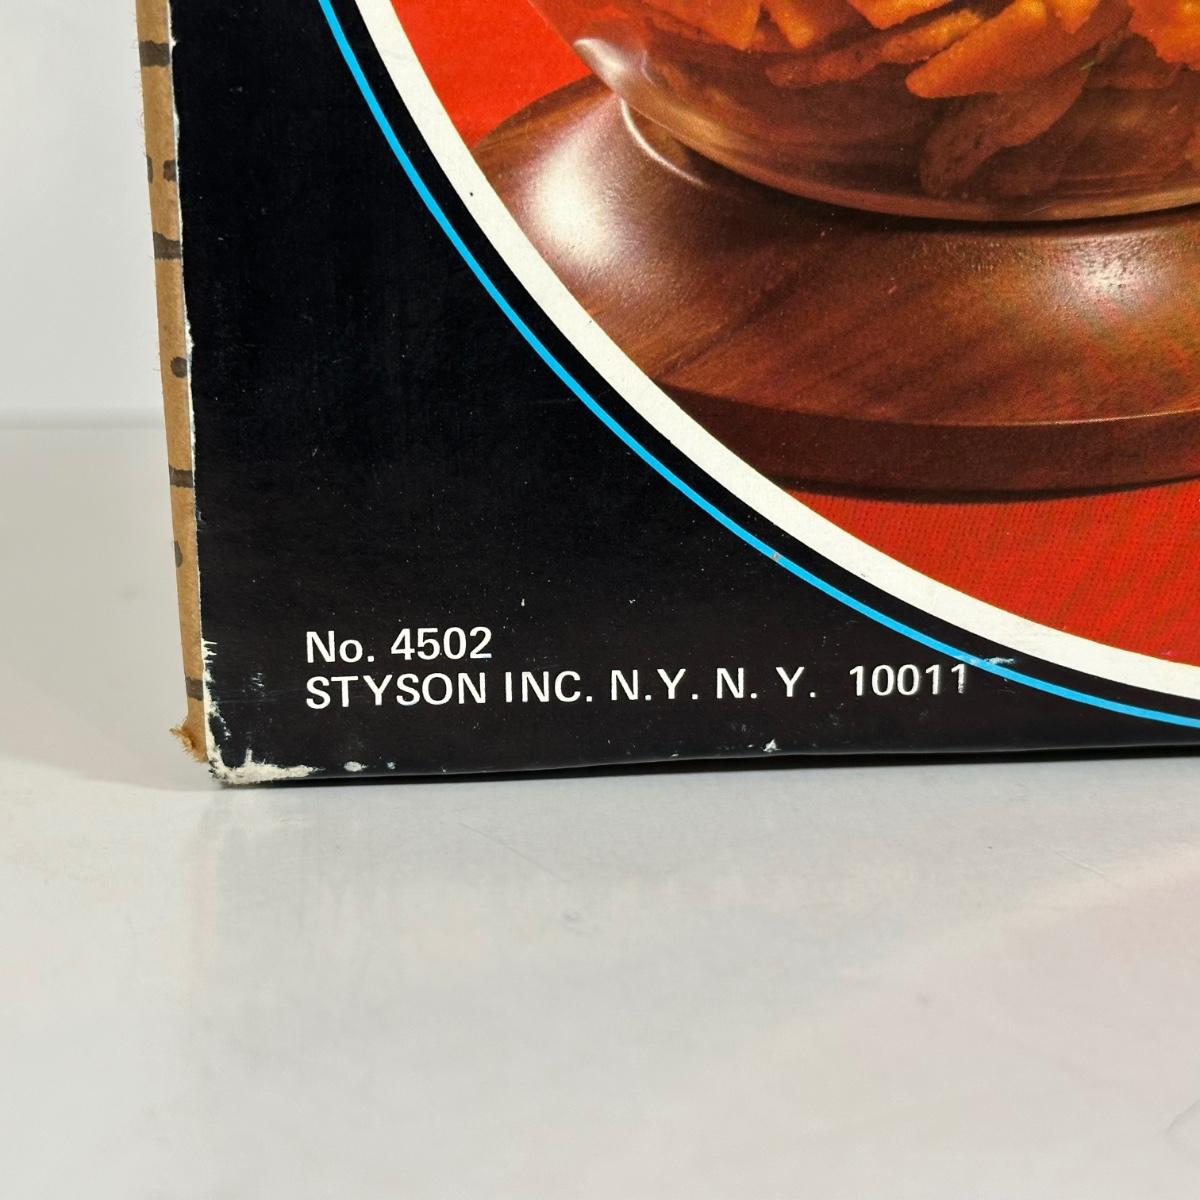 No. 4502
STYSON INC. N.Y. N. Y. 10011